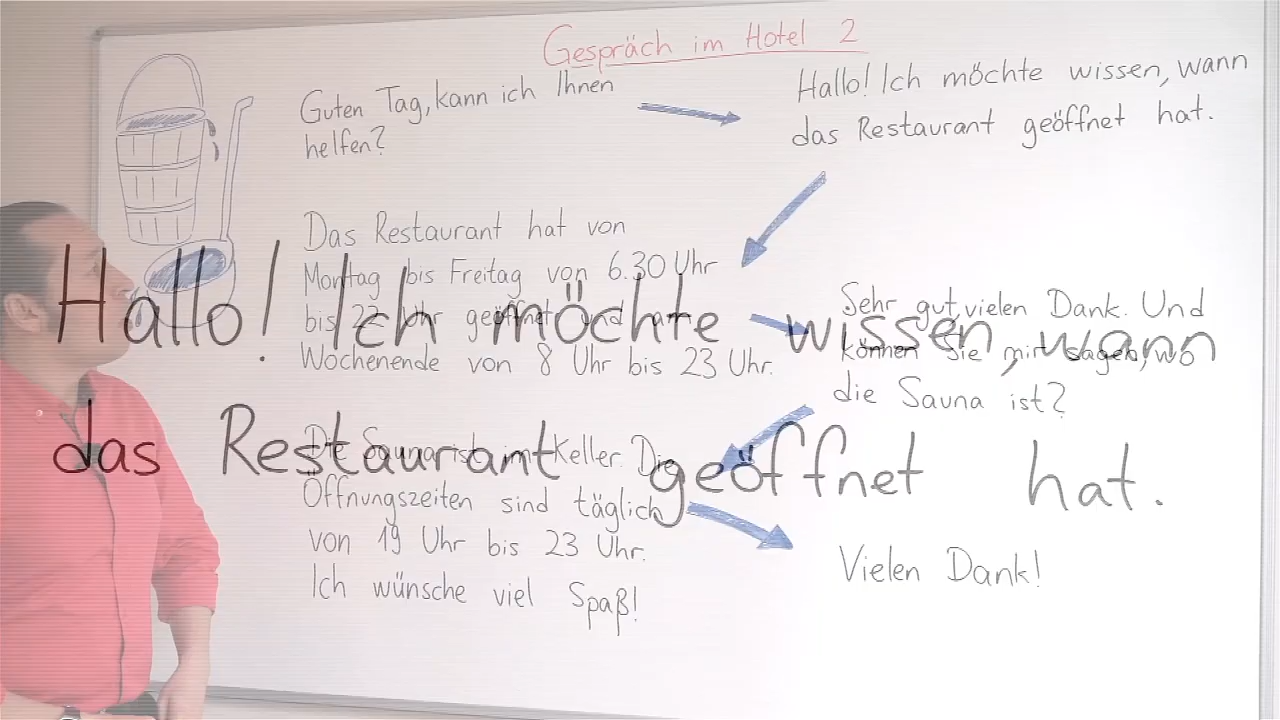 Gespräch im Hotel 2
Guten Tag, kann ich Ihnen
helfen?
Hallo! Ich möchte wissen, wann
das Restaurant geöffnet hat.
Das Restaurant hat von
Montag bis Freitag von 6.30 Uhr
bis Uhr geöffnet und am
Wochenende von 8 Uhr bis 23 Uhr.
Sehr gut, vielen Dank. Und
können Sie mir sagen, wo
die Sauna ist?
Die Sauna ist im Keller. Die
Öffnungszeiten sind täglich
von 19 Uhr bis 23 Uhr.
Ich wünsche viel Spaß!
Vielen Dank!
Hallo! Ich möchte wissen, wann
das Restaurant geöffnet hat.